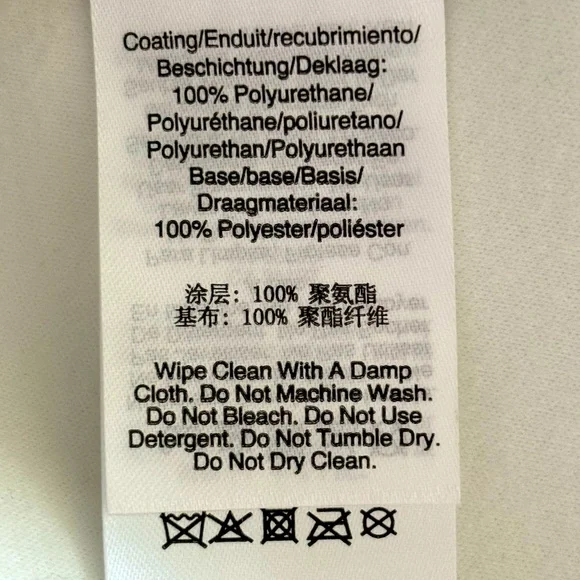 Coating/Enduit/recubrimiento/
Beschichtung/Deklaag:
100% Polyurethane/
Polyuréthane/poliuretano/
Polyurethan/Polyurethaan
Base/base/Basis/
Draagmateriaal:
100% Polyester/poliéster
涂层: 100% 聚氨酯
基布: 100% 聚酯纤维
Wipe Clean With A Damp
Cloth. Do Not Machine Wash.
Do Not Bleach. Do Not Use
Detergent. Do Not Tumble Dry.
Do Not Dry Clean.